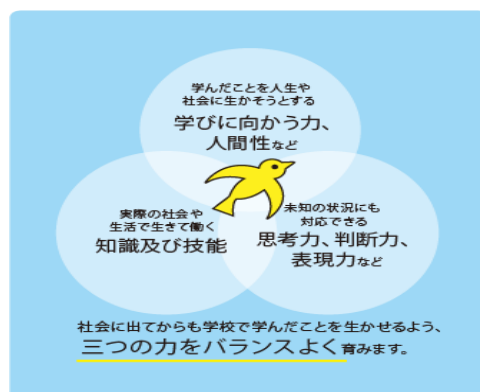 学んだことを人生や
社会に生かそうとする
学びに向かう力、
人間性など
実際の社会や
生活で生きて働く
知識及び技能
未知の状況にも
対応できる
思考力、判断力、
表現力など
社会に出てからも学校で学んだことを生かせるよう、
三つの力をバランスよく育みます。